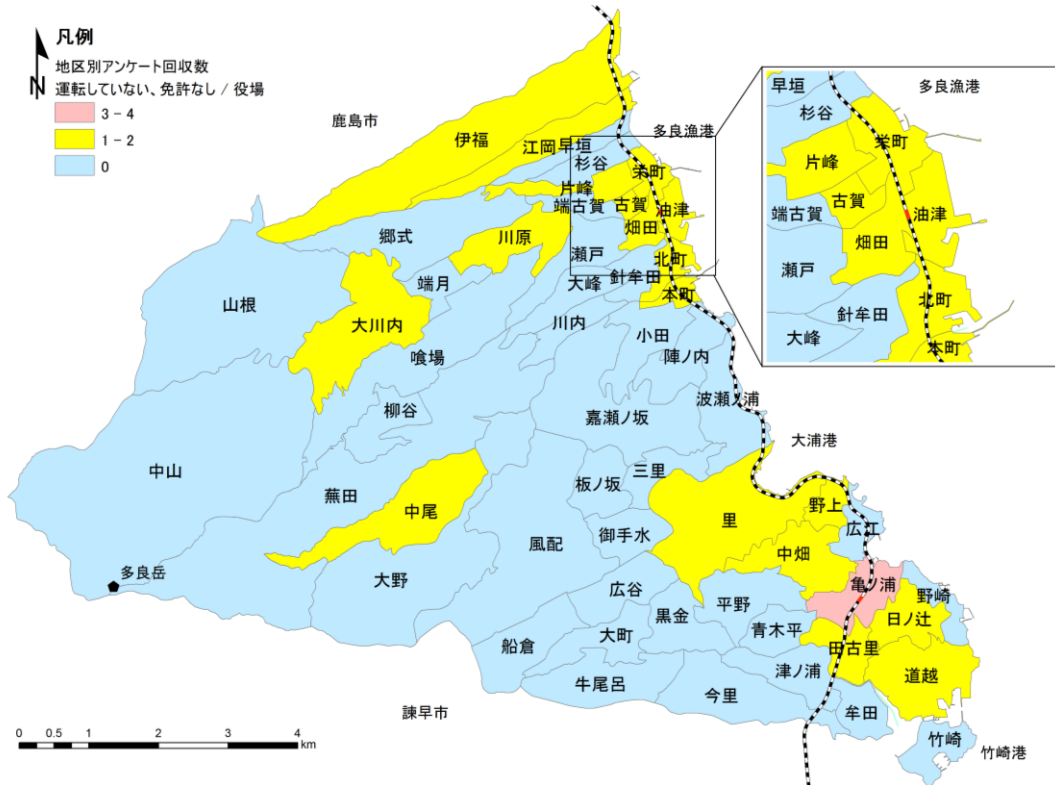 凡例
地区別アンケート回収数
運転していない、免許なし / 役場
3 - 4
1 - 2
0
N
鹿島市
多良漁港
伊福
江岡
早垣
杉谷
栄町
片峰
端古賀
古賀
油津
畑田
郷式
川原
瀬戸
北町
端月
大峰
針牟田
本町
山根
大川内
川内
小田
喰場
陣ノ内
柳谷
嘉瀬ノ坂
波瀬ノ浦
大浦港
中山
蕪田
中尾
三里
板ノ坂
里
野上
御手水
広江
風配
中畑
多良岳
大野
広谷
亀ノ浦
野崎
黒金
平野
日ノ辻
大町
青木平
船倉
田古里
道越
津ノ浦
牛尾呂
今里
諫早市
牟田
竹崎
竹崎港
0 0.5 1 2 3 4
km
早垣
多良漁港
杉谷
栄町
片峰
端古賀
古賀
油津
畑田
瀬戸
北町
針牟田
大峰
本町